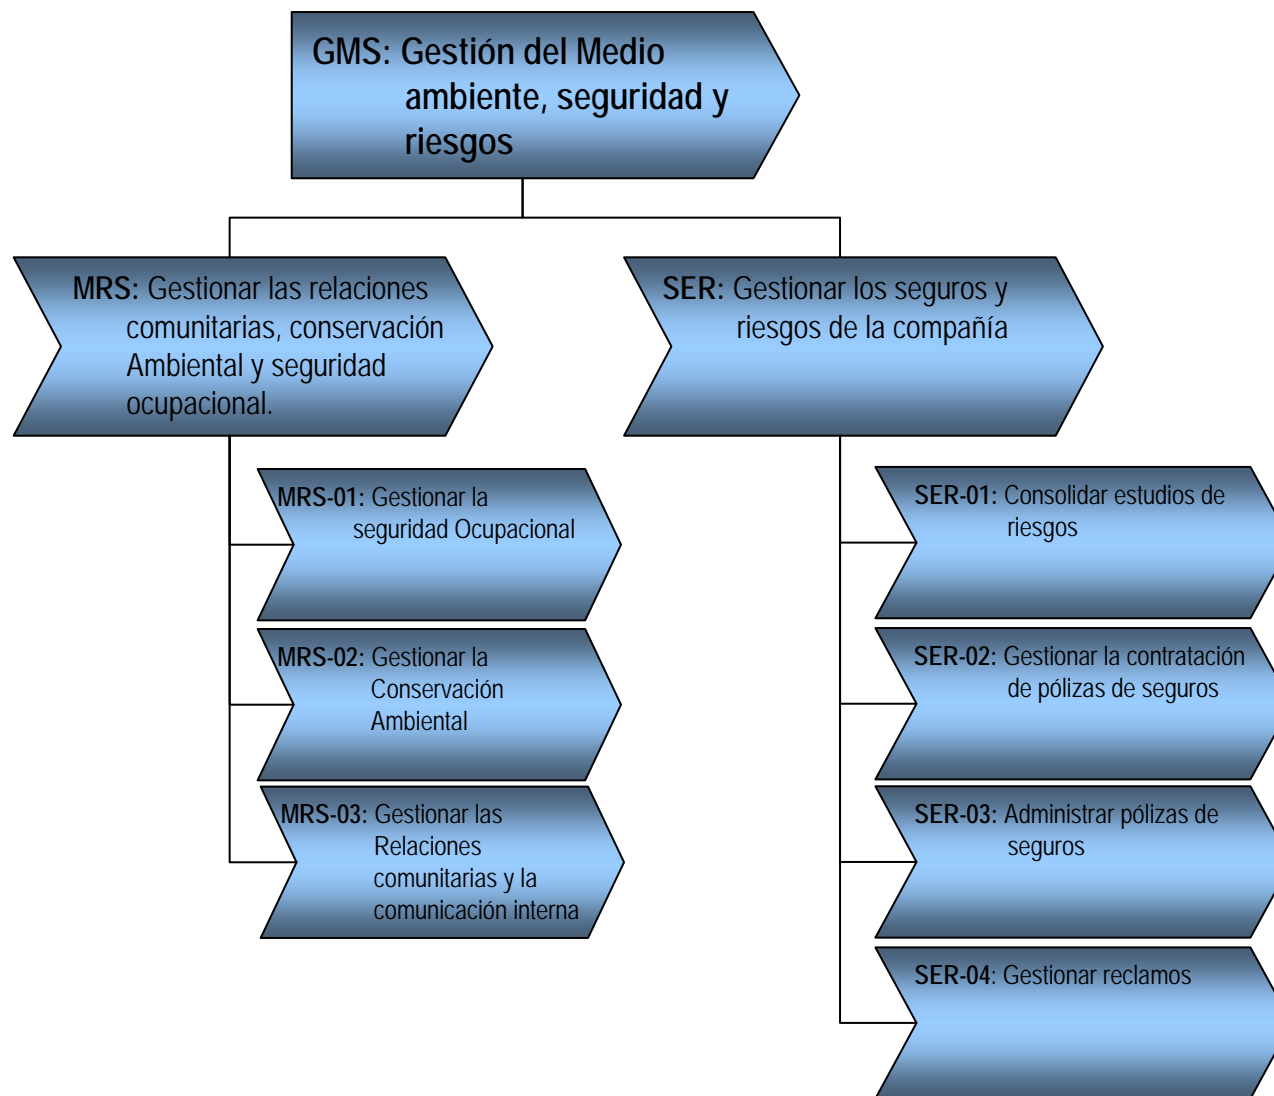 GMS: Gestión del Medio
ambiente, seguridad y
riesgos
MRS: Gestionar las relaciones
comunitarias, conservación
Ambiental y seguridad
ocupacional.
SER: Gestionar los seguros y
riesgos de la compañía
MRS-01: Gestionar la
seguridad Ocupacional
MRS-02: Gestionar la
Conservación
Ambiental
MRS-03: Gestionar las
Relaciones
comunitarias y la
comunicación interna
SER-01: Consolidar estudios de
riesgos
SER-02: Gestionar la contratación
de pólizas de seguros
SER-03: Administrar pólizas de
seguros
SER-04: Gestionar reclamos